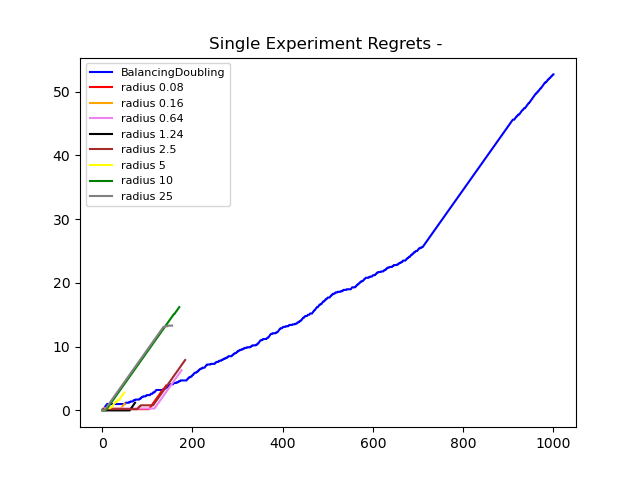 Single Experiment Regrets -
BalancingDoubling
radius 0.08
radius 0.16
radius 0.64
radius 1.24
radius 2.5
radius 5
radius 10
radius 25
50
40
30
20
10
0
0 200 400 600 800 1000